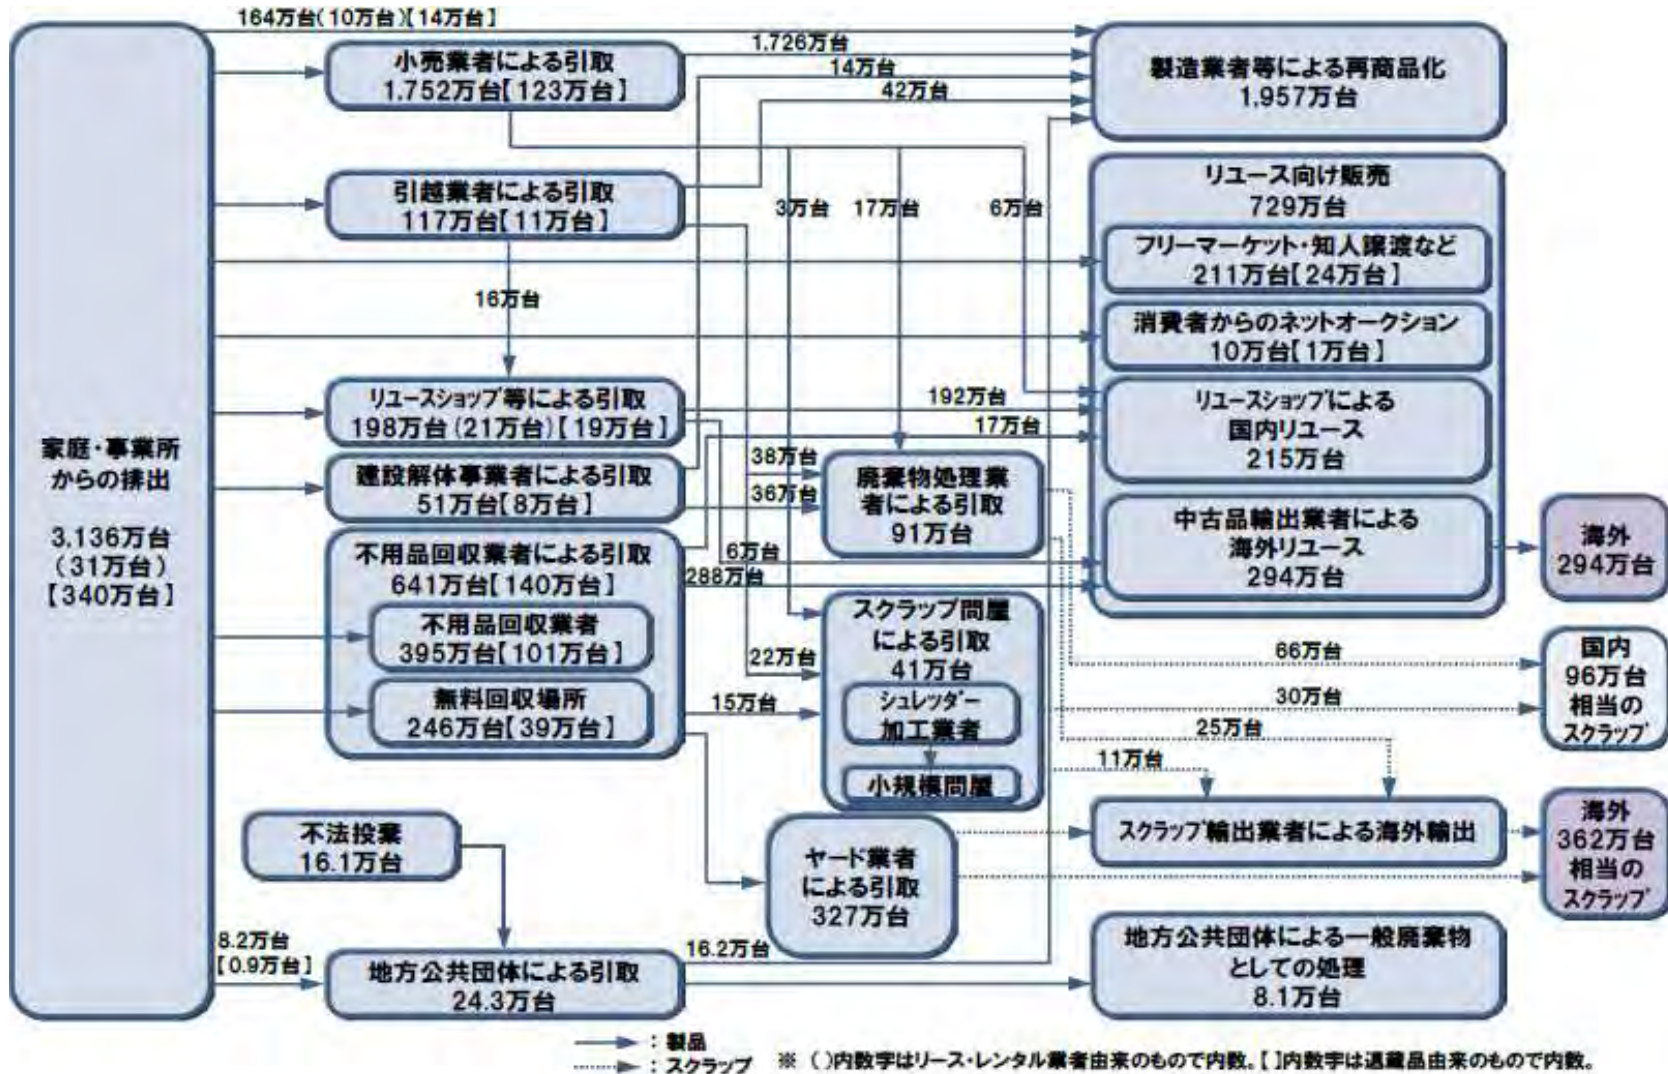 164万台(10万台)【14万台】
小売業者による引取
1.752万台【123万台】
1.726万台
14万台
42万台
製造業者等による再商品化
1,957万台
引越業者による引取
117万台【11万台】
3万台
17万台
6万台
16万台
リユース向け販売
729万台
フリーマーケット・知人譲渡など
211万台【24万台】
消費者からのネットオークション
10万台【1万台】
リユースショップ等による引取
198万台(21万台)【19万台】
192万台
17万台
リユースショップによる
国内リユース
215万台
家庭・事業所
からの排出
3.136万台
(31万台)
【340万台】
建設解体事業者による引取
51万台【8万台】
38万台
36万台
廃棄物処理業
者による引取
91万台
中古品輸出業者による
海外リユース
294万台
海外
294万台
不用品回収業者による引取
641万台【140万台】
6万台
288万台
不用品回収業者
395万台【101万台】
無料回収場所
246万台【39万台】
22万台
15万台
スクラップ問屋
による引取
41万台
シュレッダー
加工業者
小規模問屋
66万台
30万台
25万台
11万台
国内
96万台
相当の
スクラップ
不法投棄
16.1万台
ヤード業者
による引取
327万台
スクラップ輸出業者による海外輸出
海外
362万台
相当の
スクラップ
8.2万台
【0.9万台】
地方公共団体による引取
24.3万台
16.2万台
地方公共団体による一般廃棄物
としての処理
8.1万台
：製品
：スクラップ
※ ( )内数字はリース・レンタル業者由来のもので内数。【 】内数字は退蔵品由来のもので内数。